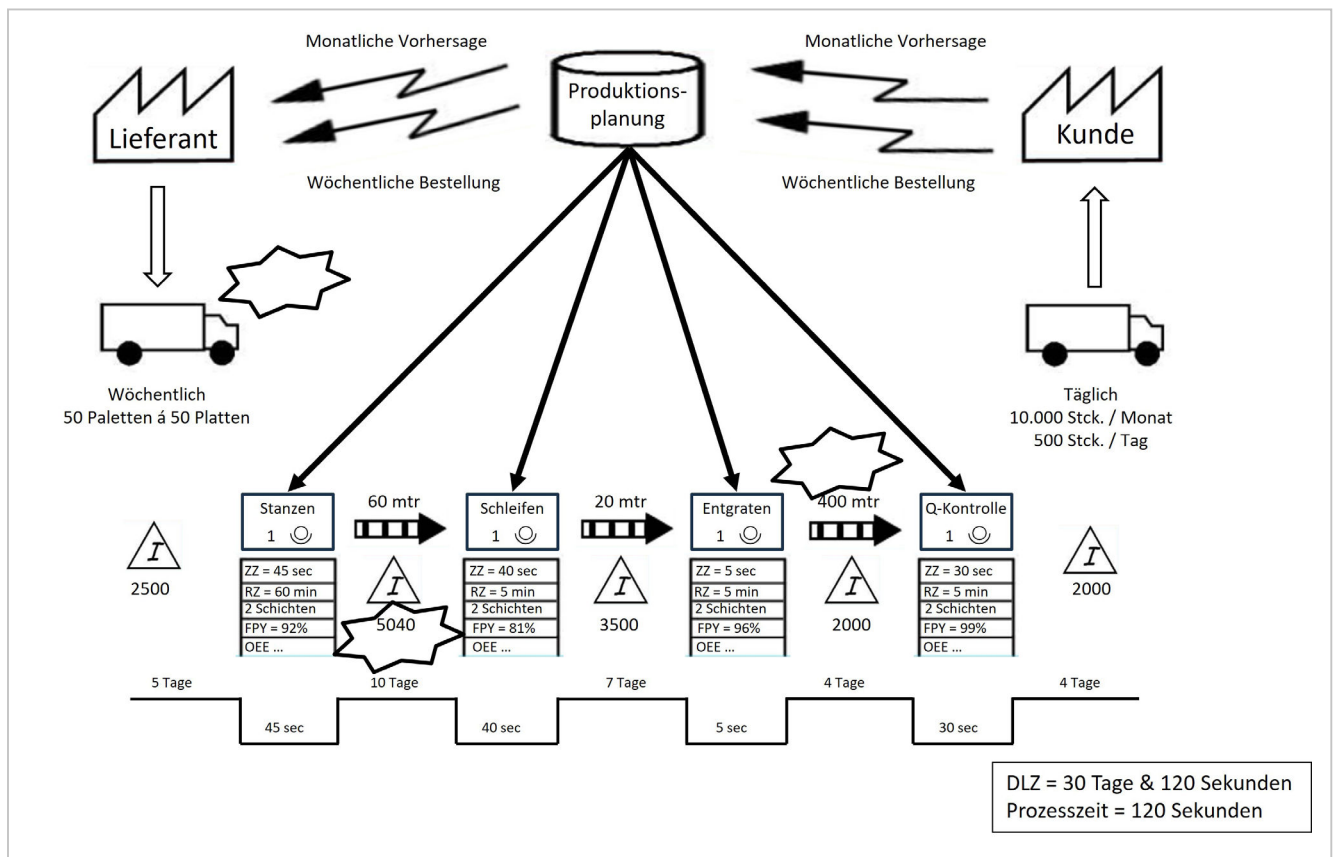 Monatliche Vorhersage
Monatliche Vorhersage
Produktions-
planung
Lieferant
Kunde
Wöchentliche Bestellung
Wöchentliche Bestellung
Wöchentlich
50 Paletten á 50 Platten
Täglich
10.000 Stck. / Monat
500 Stck. / Tag
Stanzen
1
60 mtr
Schleifen
1
20 mtr
Entgraten
1
400 mtr
Q-Kontrolle
1
I
2500
ZZ = 45 sec
RZ = 60 min
2 Schichten
FPY = 92%
OEE ...
I
5040
ZZ = 40 sec
RZ = 5 min
2 Schichten
FPY = 81%
OEE ...
I
3500
ZZ = 5 sec
RZ = 5 min
2 Schichten
FPY = 96%
OEE ...
I
2000
ZZ = 30 sec
RZ = 5 min
2 Schichten
FPY = 99%
OEE ...
I
2000
5 Tage
10 Tage
7 Tage
4 Tage
4 Tage
45 sec
40 sec
5 sec
30 sec
DLZ = 30 Tage & 120 Sekunden
Prozesszeit = 120 Sekunden